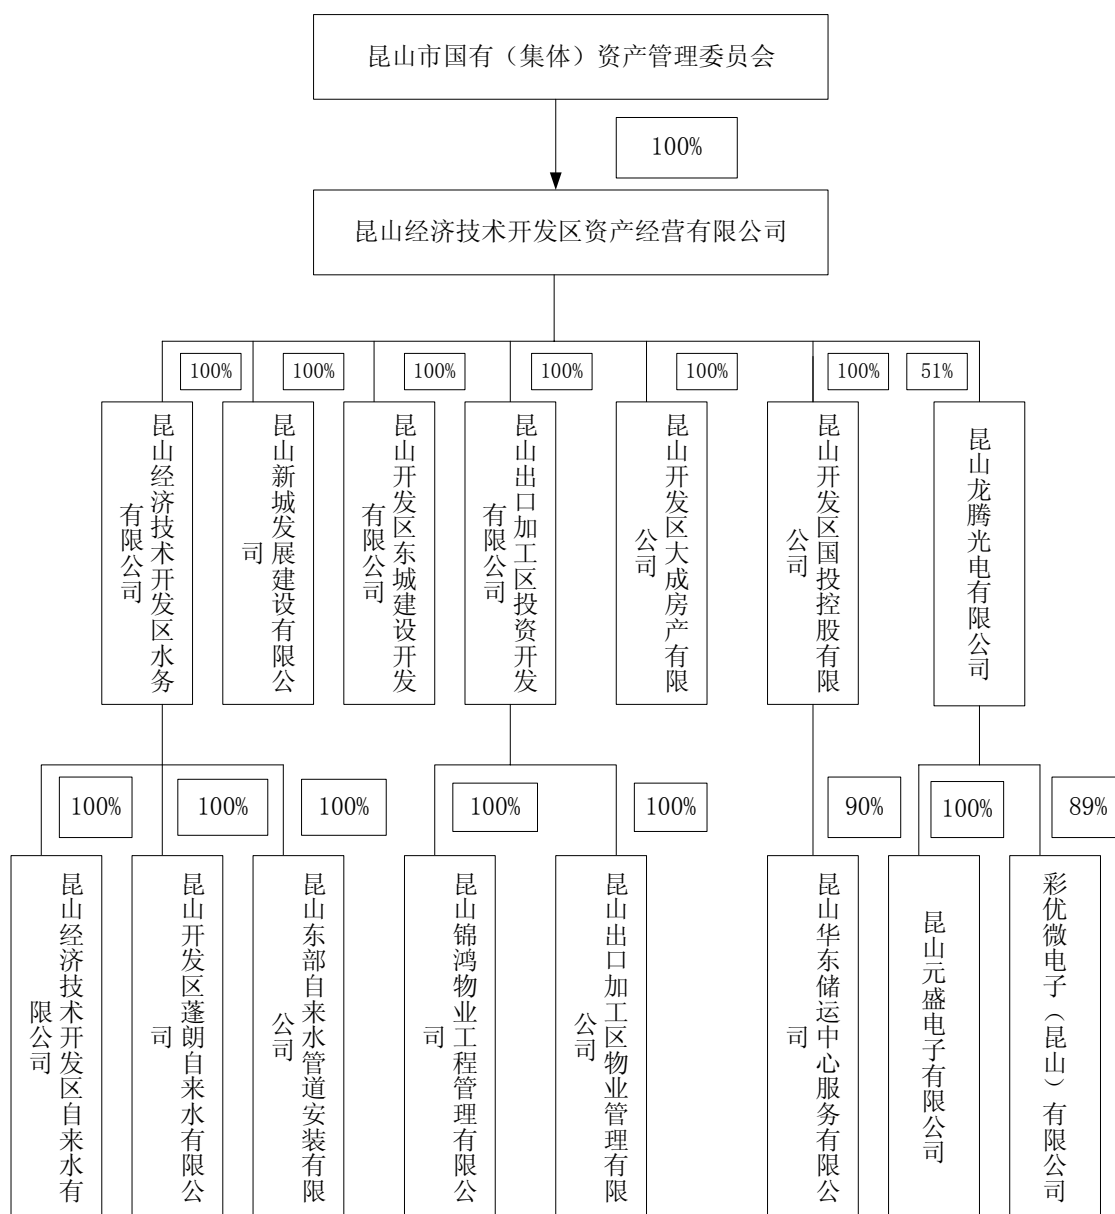 昆山市国有（集体）资产管理委员会
100%
昆山经济技术开发区资产经营有限公司
100%
100%
100%
100%
100%
100%
51%
昆山经济技术开发区水务
有限公司
昆山新城发展建设有限公
司
昆山开发区东城建设开发
有限公司
昆山出口加工区投资开发
有限公司
昆山开发区大成房产有限
公司
昆山开发区国投控股有限
公司
昆山龙腾光电有限公司
100%
100%
100%
100%
100%
90%
100%
89%
昆山经济技术开发区自来水有
限公司
昆山开发区蓬朗自来水有限公
司
昆山东部自来水管道安装有限
公司
昆山锦鸿物业工程管理有限公
司
昆山出口加工区物业管理有限
公司
昆山华东储运中心服务有限公
司
昆山元盛电子有限公司
彩优微电子（昆山）有限公司